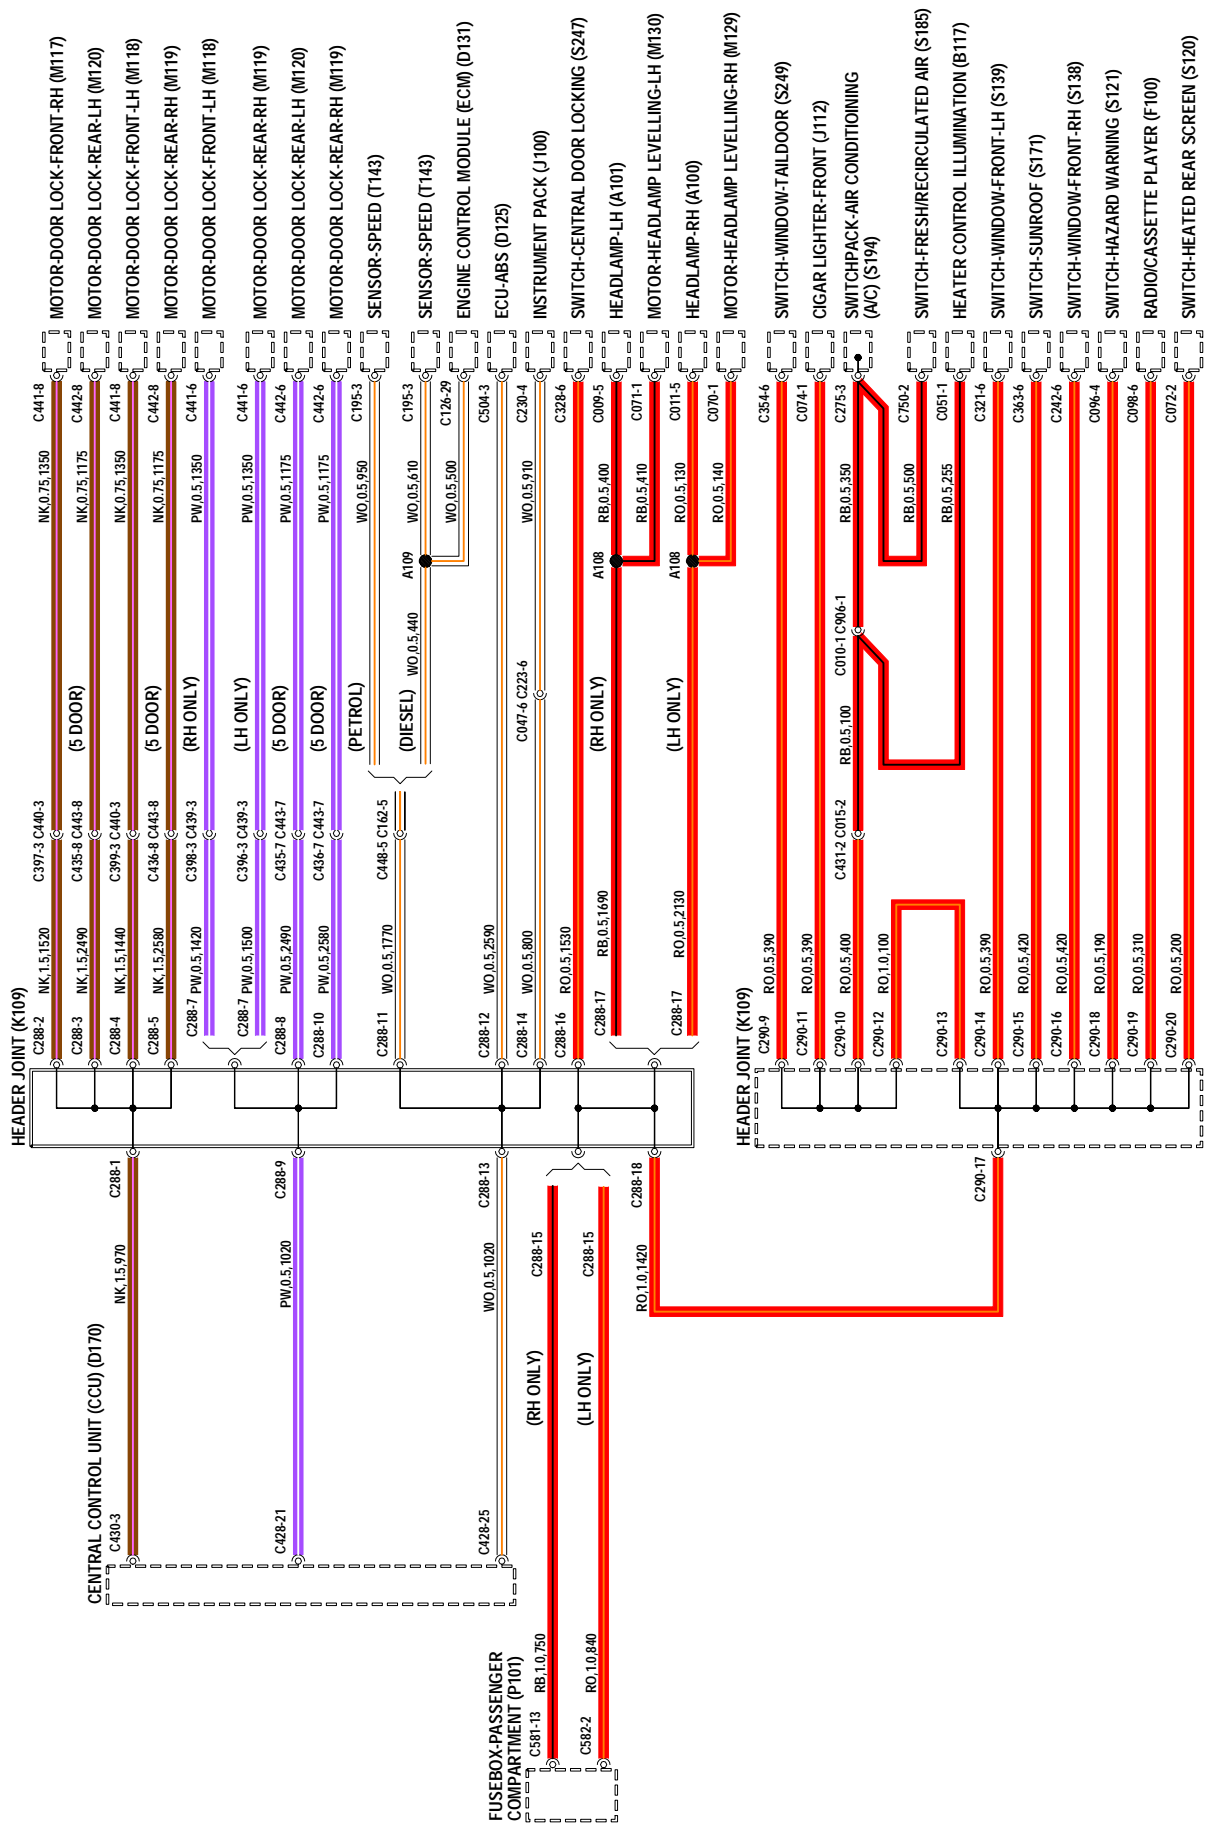 MOTOR-DOOR LOCK-FRONT-RH (M117)
MOTOR-DOOR LOCK-REAR-LH (M120)
MOTOR-DOOR LOCK-FRONT-LH (M118)
MOTOR-DOOR LOCK-REAR-RH (M119)
MOTOR-DOOR LOCK-FRONT-LH (M118)
MOTOR-DOOR LOCK-REAR-RH (M119)
MOTOR-DOOR LOCK-REAR-LH (M120)
MOTOR-DOOR LOCK-REAR-RH (M119)
SENSOR-SPEED (T143)
SENSOR-SPEED (T143)
ENGINE CONTROL MODULE (ECM) (D131)
ECU-ABS (D125)
INSTRUMENT PACK (J100)
SWITCH-CENTRAL DOOR LOCKING (S247)
HEADLAMP-LH (A101)
MOTOR-HEADLAMP LEVELLING-LH (M130)
HEADLAMP-RH (A100)
MOTOR-HEADLAMP LEVELLING-RH (M129)
SWITCH-WINDOW-TAILDOOR (S249)
CIGAR LIGHTER-FRONT (J112)
SWITCHPACK-AIR CONDITIONING
(A/C) (S194)
SWITCH-FRESH/RECIRCULATED AIR (S185)
HEATER CONTROL ILLUMINATION (B117)
SWITCH-WINDOW-FRONT-LH (S139)
SWITCH-SUNROOF (S171)
SWITCH-WINDOW-FRONT-RH (S138)
SWITCH-HAZARD WARNING (S121)
RADIO/CASSETTE PLAYER (F100)
SWITCH-HEATED REAR SCREEN (S120)
C441-8
C442-8
C441-8
C442-8
C441-6
C441-6
C442-6
C442-6
C195-3
C195-3
C126-29
C504-3
C230-4
C328-6
C009-5
C071-1
C011-5
C070-1
C354-6
C074-1
C275-3
C750-2
C051-1
C321-6
C363-6
C242-6
C096-4
C098-6
C072-2
NK,0.75,1350
NK,0.75,1175
NK,0.75,1350
NK,0.75,1175
PW,0.5,1350
PW,0.5,1350
PW,0.5,1175
PW,0.5,1175
WO,0.5,950
WO,0.5,610
WO,0.5,500
WO,0.5,910
RB,0.5,400
RB,0.5,410
RO,0.5,130
RO,0.5,140
RB,0.5,350
RB,0.5,500
RB,0.5,255
A109
A108
A108
WO,0.5,440
C047-6 C223-6
C010-1 C906-1
(5 DOOR)
(5 DOOR)
(RH ONLY)
(LH ONLY)
(5 DOOR)
(5 DOOR)
(PETROL)
(DIESEL)
(RH ONLY)
(LH ONLY)
RB,0.5,100
C397-3 C440-3
C435-8 C443-8
C399-3 C440-3
C436-8 C443-8
C398-3 C439-3
C396-3 C439-3
C435-7 C443-7
C436-7 C443-7
C448-5 C162-5
C431-2 C015-2
NK,1.5,1520
NK,1.5,2490
NK,1.5,1440
NK,1.5,2580
PW,0.5,1420
PW,0.5,1500
PW,0.5,2490
PW,0.5,2580
WO,0.5,1770
WO,0.5,2590
WO,0.5,800
RO,0.5,1530
RB,0.5,1690
RO,0.5,2130
RO,0.5,390
RO,0.5,390
RO,0.5,400
RO,1.0,100
RO,0.5,390
RO,0.5,420
RO,0.5,420
RO,0.5,190
RO,0.5,310
RO,0.5,200
C288-2
C288-3
C288-4
C288-5
C288-7
C288-7
C288-8
C288-10
C288-11
C288-12
C288-14
C288-16
C288-17
C288-17
C290-9
C290-11
C290-10
C290-12
C290-13
C290-14
C290-15
C290-16
C290-18
C290-19
C290-20
HEADER JOINT (K109)
HEADER JOINT (K109)
C288-1
C288-9
C288-13
C288-15
C288-15
C288-18
C290-17
NK,1.5,970
PW,0.5,1020
WO,0.5,1020
RO,1.0,1420
(RH ONLY)
(LH ONLY)
C430-3
C428-21
C428-25
CENTRAL CONTROL UNIT (CCU) (D170)
RB,1.0,750
RO,1.0,840
C581-13
C582-2
FUSEBOX-PASSENGER
COMPARTMENT (P101)